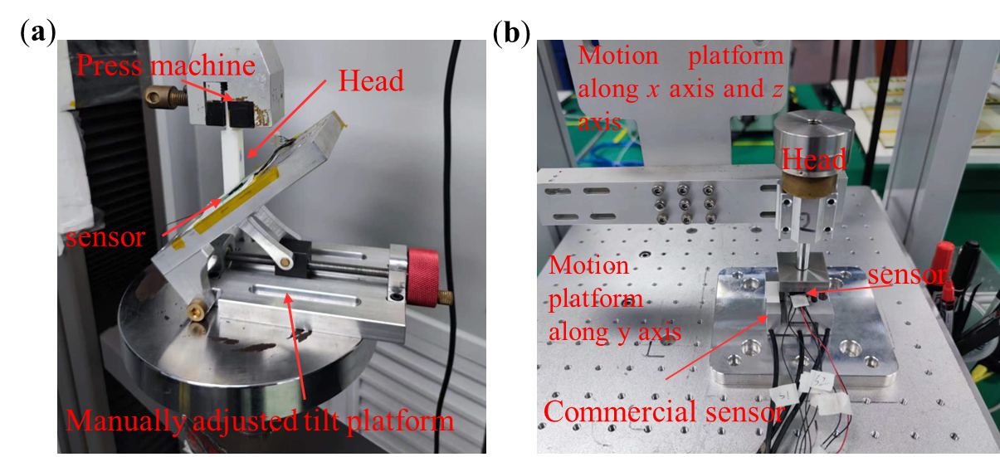 (a)
Press machine
Head
sensor
Manually adjusted tilt platform
(b)
Motion platform
along x axis and z
axis
Head
Motion
platform
along y axis
sensor
Commercial sensor